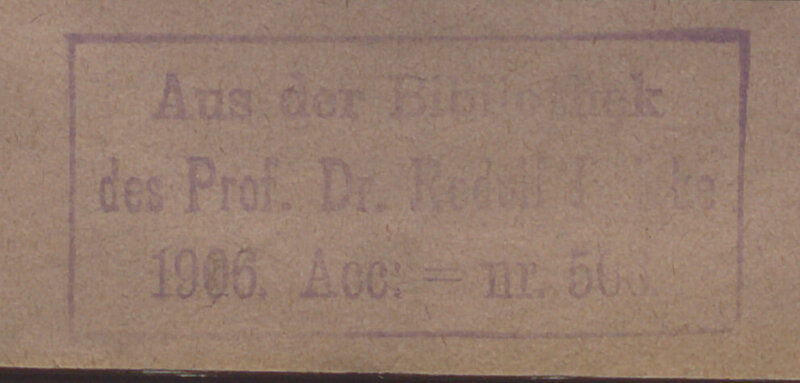 Aus der Bibliothek
des Prof. Dr.
1906. Acc. = nr.